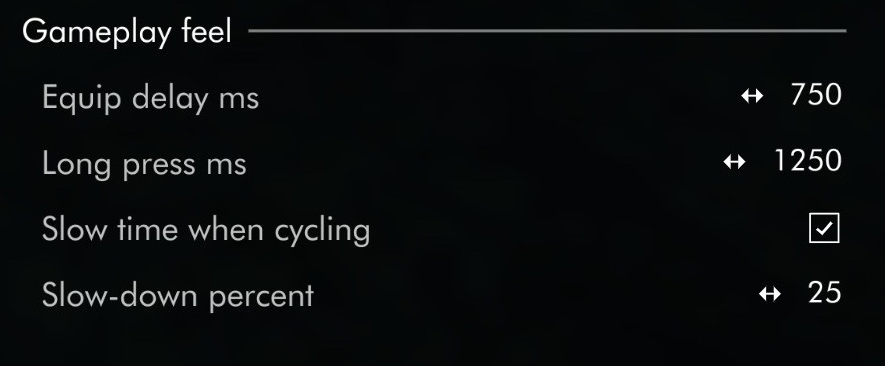 Gameplay feel
Equip delay ms 750
Long press ms 1250
Slow time when cycling
Slow-down percent 25